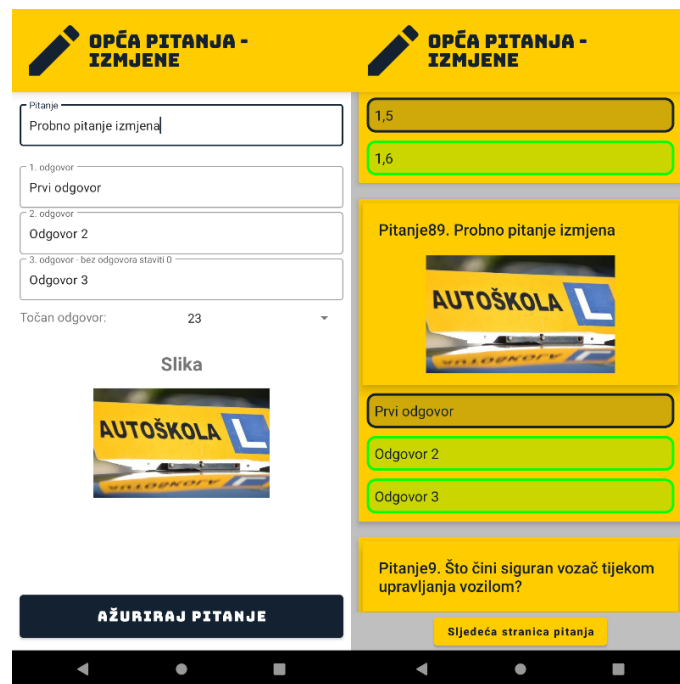 OPĆA PITANJA -
IZMJENE
Pitanje
Probno pitanje izmjena
1. odgovor
Prvi odgovor
2. odgovor
Odgovor 2
3. odgovor - bez odgovora staviti 0
Odgovor 3
Točan odgovor: 23
Slika
AUTOŠKOLA L
AUTOŠKOLA
AŽURIRAJ PITANJE
OPĆA PITANJA -
IZMJENE
1,5
1,6
Pitanje89. Probno pitanje izmjena
AUTOŠKOLA L
AUTOŠKOLA
Prvi odgovor
Odgovor 2
Odgovor 3
Pitanje9. Što čini siguran vozač tijekom
upravljanja vozilom?
Sljedeća stranica pitanja